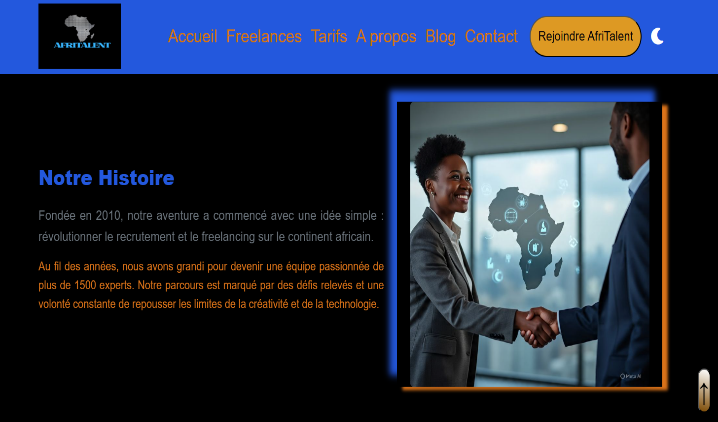 AFRITALENT
Accueil Freelances Tarifs A propos Blog Contact
Rejoindre AfriTalent
Notre Histoire
Fondée en 2010, notre aventure a commencé avec une idée simple :
révolutionner le recrutement et le freelancing sur le continent africain.
Au fil des années, nous avons grandi pour devenir une équipe passionnée de
plus de 1500 experts. Notre parcours est marqué par des défis relevés et une
volonté constante de repousser les limites de la créativité et de la technologie.